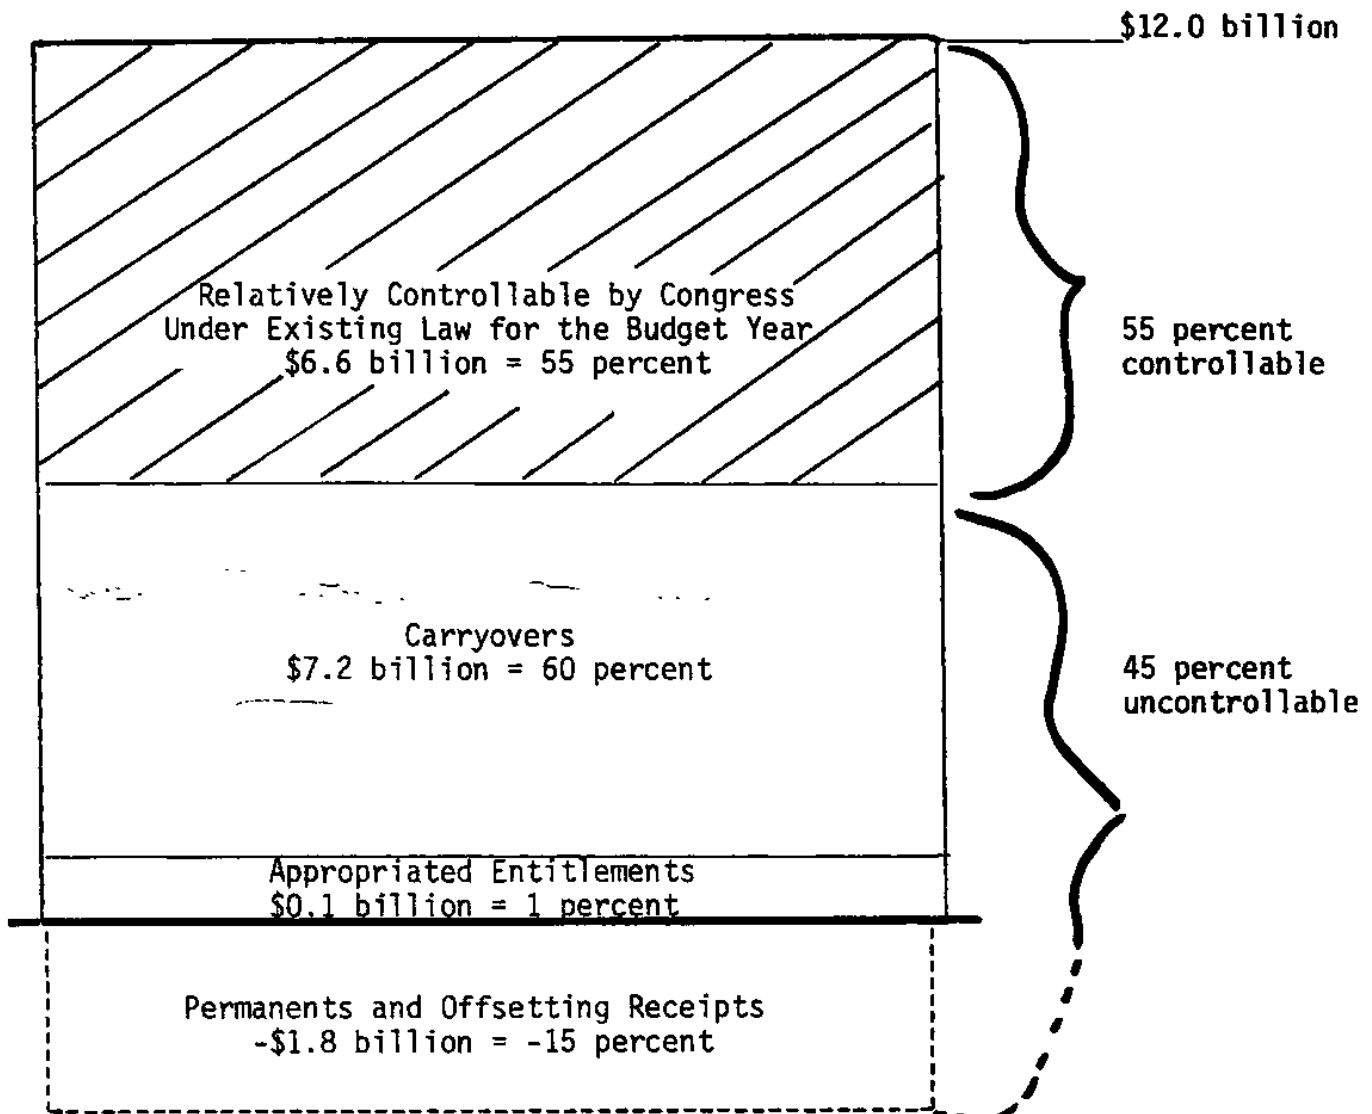 $12.0 billion
Relatively Controllable by Congress
Under Existing Law for the Budget Year
$6.6 billion = 55 percent
55 percent
controllable
Carryovers
$7.2 billion = 60 percent
45 percent
uncontrollable
Appropriated Entitlements
$0.1 billion = 1 percent
Permanents and Offsetting Receipts
-$1.8 billion = -15 percent